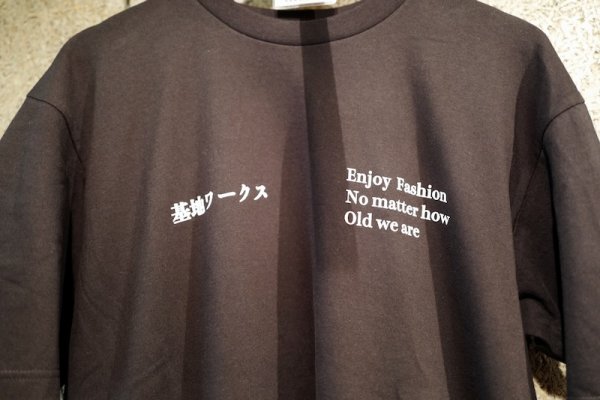 基地ワークス
Enjoy Fashion
No matter how
Old we are